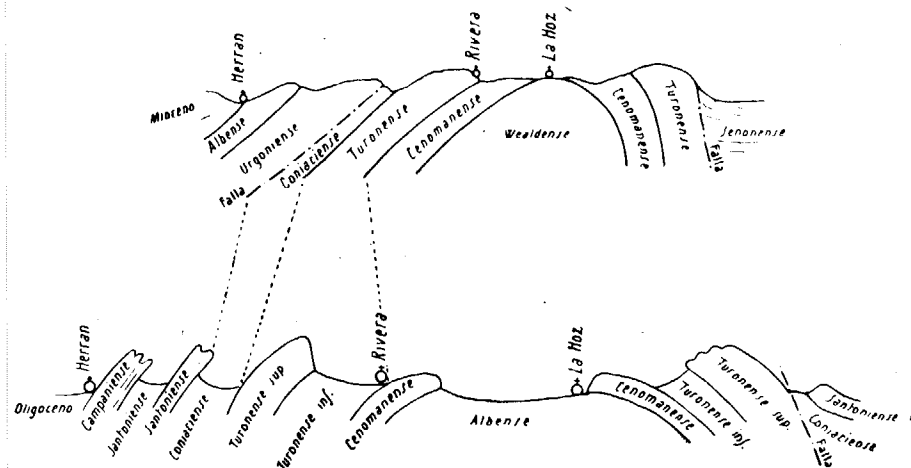 Herran
Rivera
La Hoz
Mioceno
Albense
Urgoniense
Falla
Coniaciense
Turonense
Cenomanense
Wealdense
Cenomanense
Turonense
Falla
Senonense
Herran
Rivera
La Hoz
Oligoceno
Campaniense
Santoniense
Santoniense
Coniaciense
Turonense sup
Turonense inf.
Cenomanense
Albense
Cenomanense
Turonense inf.
Turonense sup.
Falla
Santoniense
Coniaciense